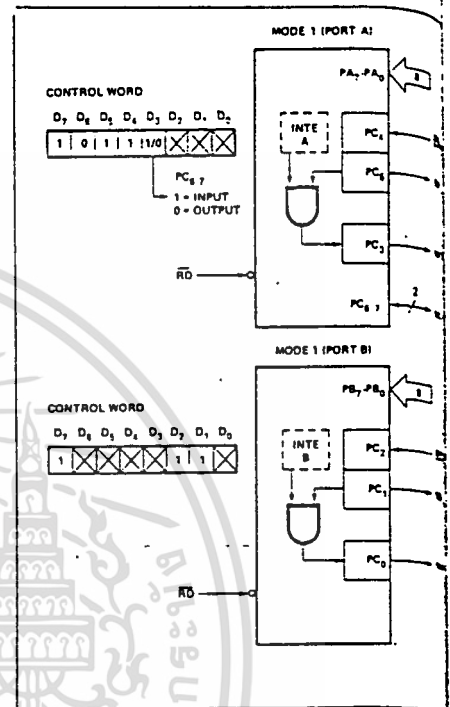 MODE 1 (PORT A)
PA7-PA0
8
CONTROL WORD
D7 D6 D5 D4 D3 D2 D1 D0
1 0 1 1 1/0
PC6 7
1 = INPUT
0 = OUTPUT
INTE
A
PC4
PC5
PC3
RD
PC6 7
2
MODE 1 (PORT B)
PB7-PB0
8
CONTROL WORD
D7 D6 D5 D4 D3 D2 D1 D0
1 1 1
INTE
B
PC2
PC1
PC0
RD